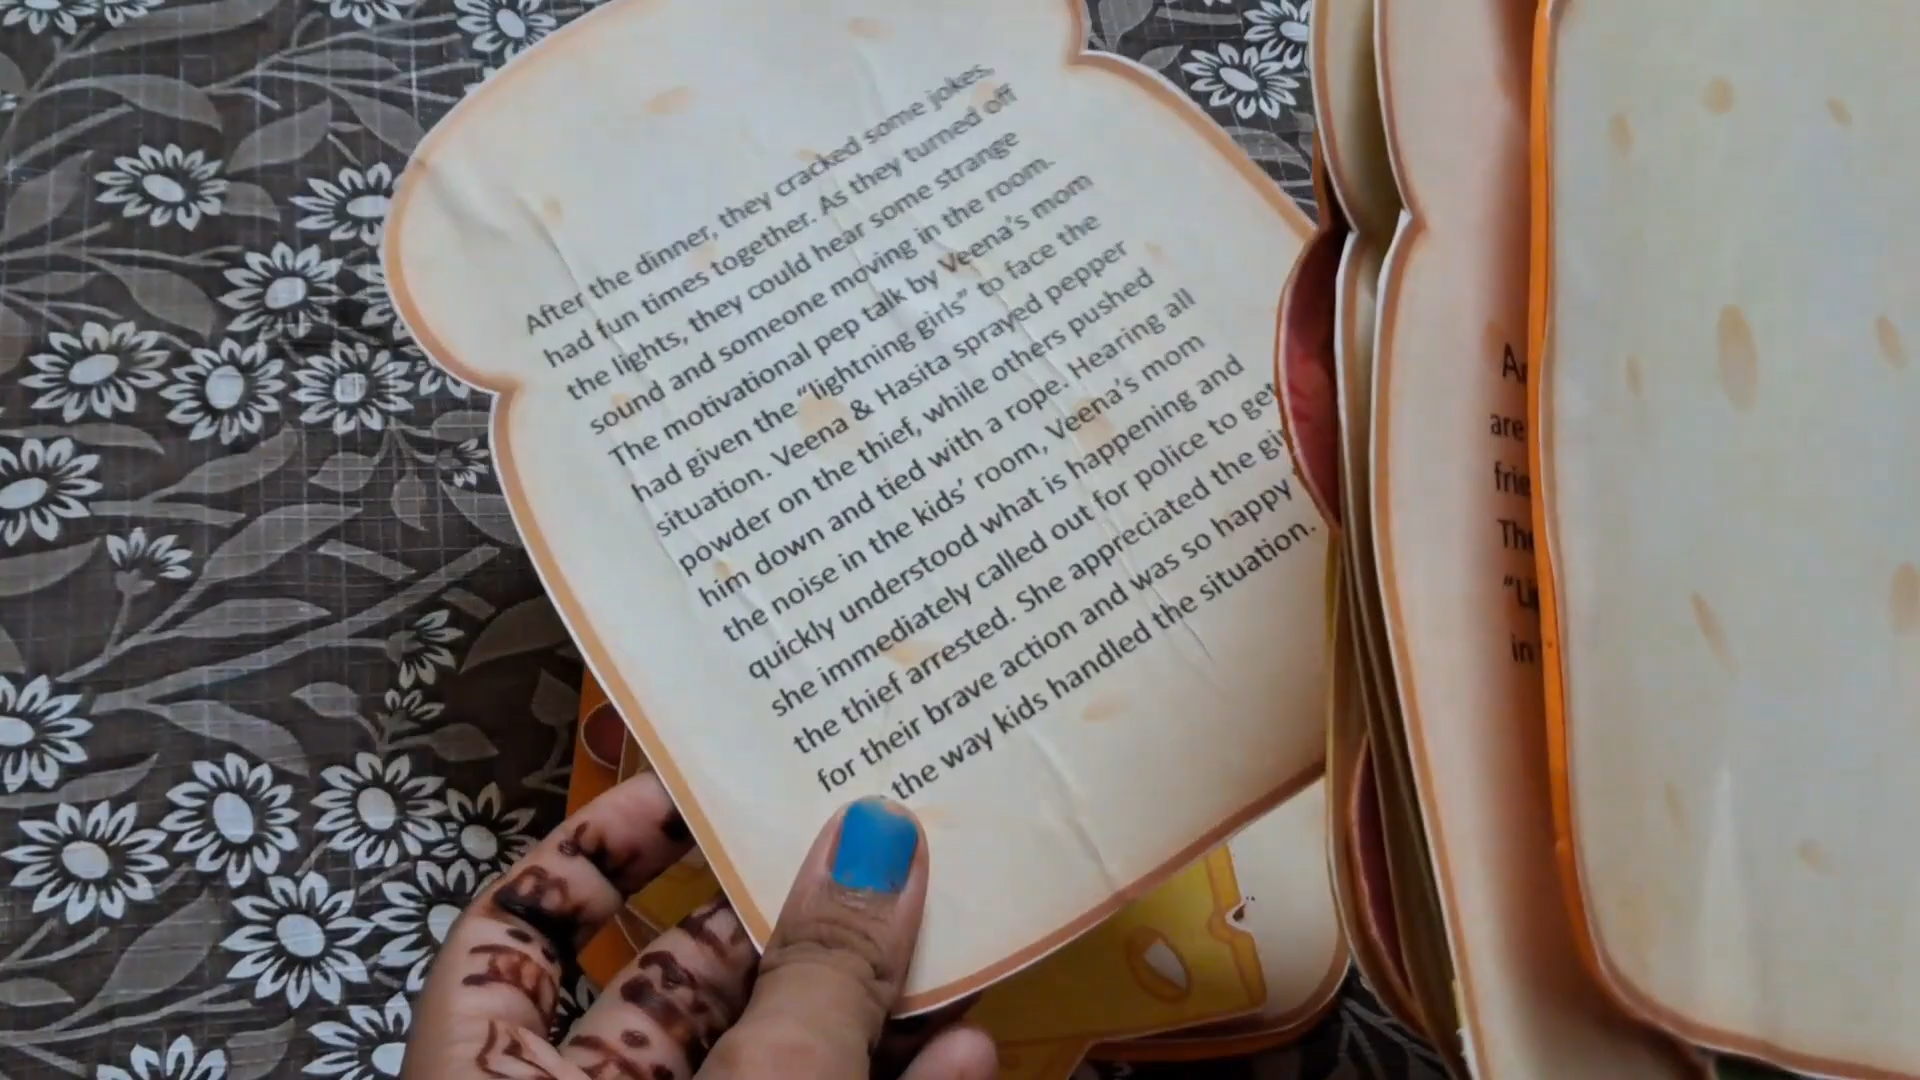 After the dinner, they cracked some jokes,
had fun times together. As they turned off
the lights, they could hear some strange
sound and someone moving in the room.
The motivational pep talk by Veena's mom
had given the “lightning girls” to face the
situation. Veena & Hasita sprayed pepper
powder on the thief, while others pushed
him down and tied with a rope. Hearing all
the noise in the kids' room, Veena's mom
quickly understood what is happening and
she immediately called out for police to get
the thief arrested. She appreciated the
for their brave action and was so happy
the way kids handled the situation.
are
in